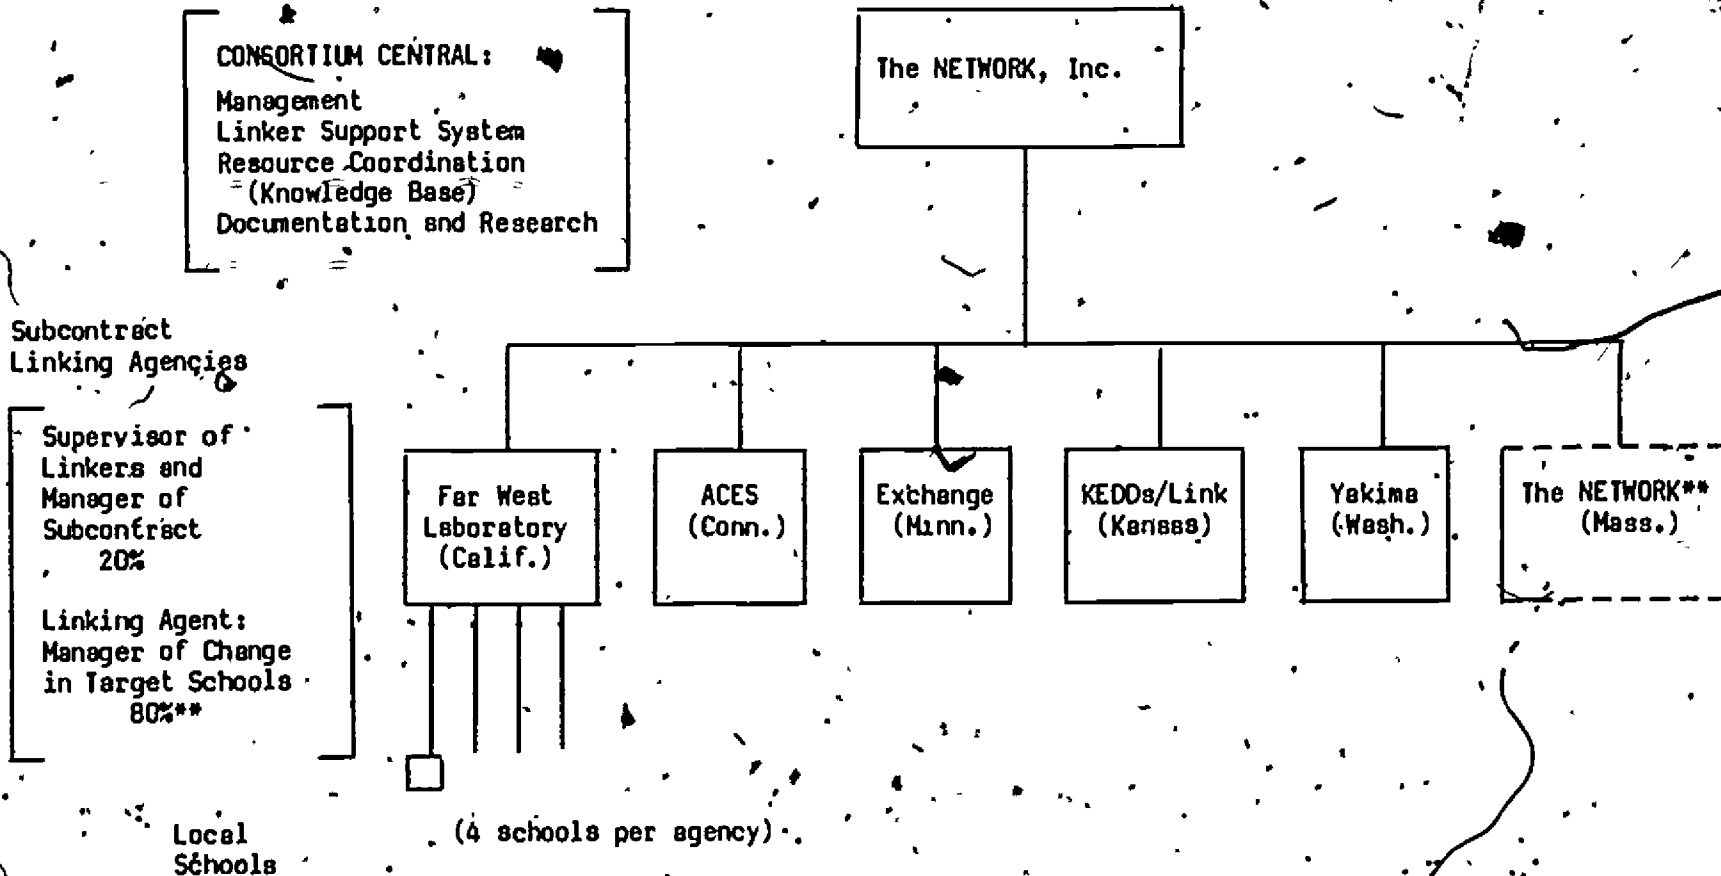 CONSORTIUM CENTRAL:
Management
Linker Support System
Resource Coordination
(Knowledge Base)
Documentation and Research
The NETWORK, Inc.
Subcontract
Linking Agencies
Supervisor of
Linkers and
Manager of
Subcontract
20%
Linking Agent:
Manager of Change
in Target Schools
80%**
Far West
Laboratory
(Calif.)
ACES
(Conn.)
Exchange
(Minn.)
KEDDs/Link
(Kansas)
Yakima
(Wash.)
The NETWORK**
(Mass.)
Local
Schools
(4 schools per agency)